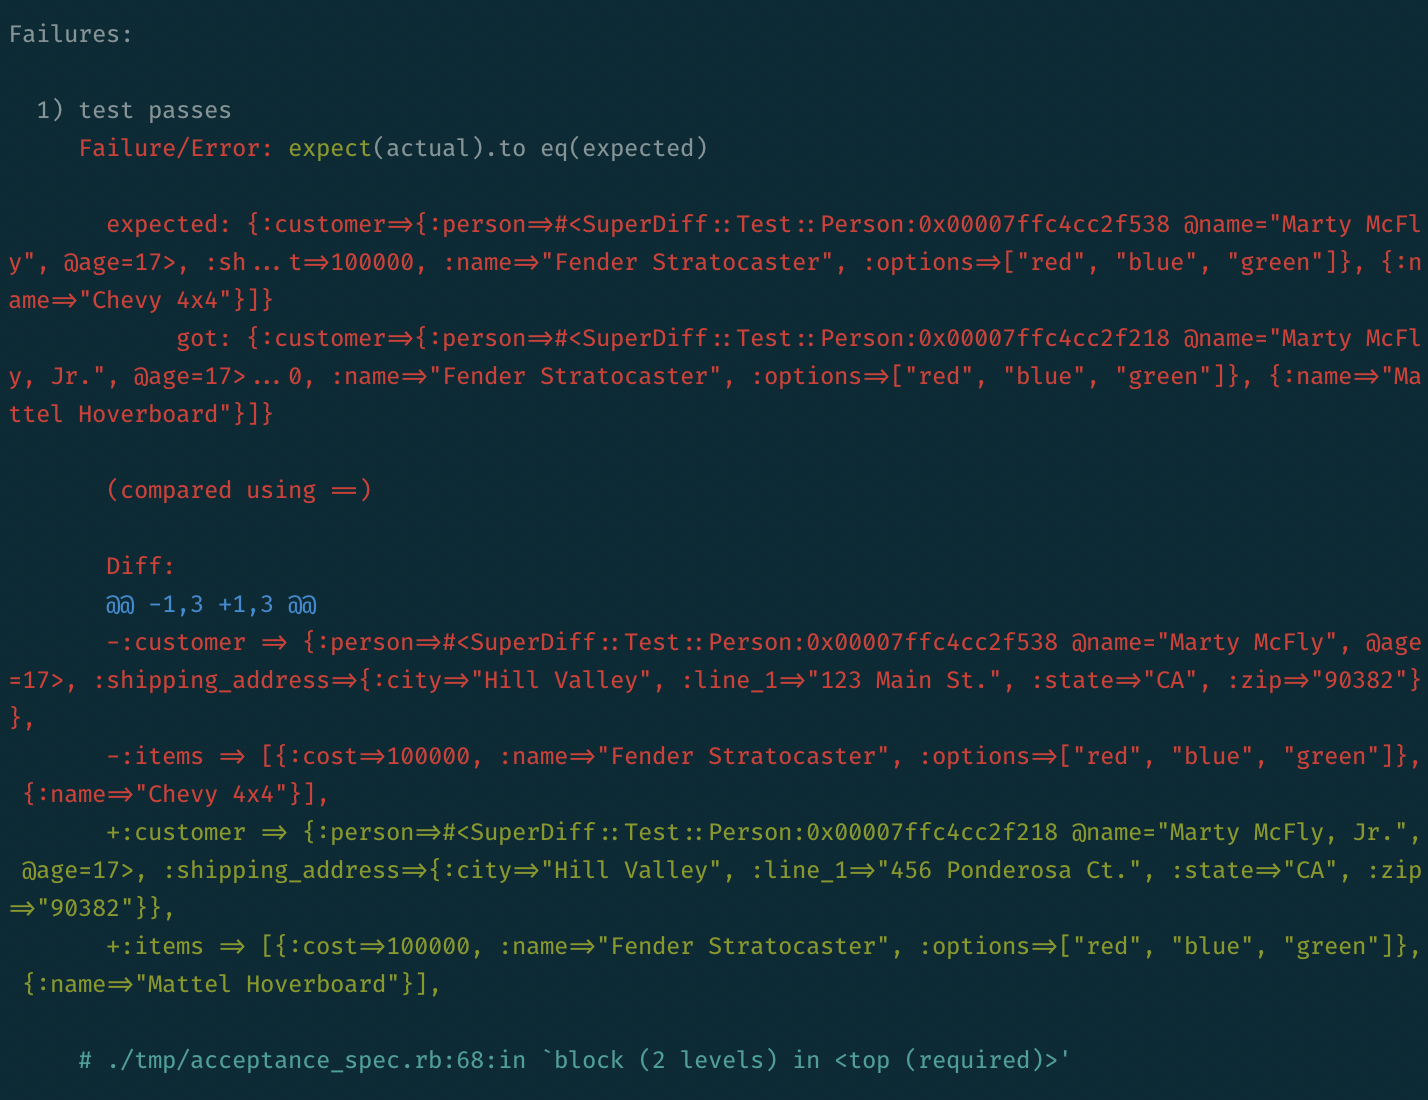 Failures:
1) test passes
Failure/Error: expect(actual).to eq(expected)
expected: {:customer=>{:person=>#<SuperDiff::Test::Person:0x00007ffc4cc2f538 @name="Marty McFl
y", @age=17>, :sh...t=>100000, :name=>"Fender Stratocaster", :options=>["red", "blue", "green"]}, {:n
ame=>"Chevy 4x4"}]}
got: {:customer=>{:person=>#<SuperDiff::Test::Person:0x00007ffc4cc2f218 @name="Marty McFl
y, Jr.", @age=17>...0, :name=>"Fender Stratocaster", :options=>["red", "blue", "green"]}, {:name=>"Ma
ttel Hoverboard"}]}
(compared using ==)
Diff:
@@ -1,3 +1,3 @@
-:customer => {:person=>#<SuperDiff::Test::Person:0x00007ffc4cc2f538 @name="Marty McFly", @age
=17>, :shipping_address=>{:city=>"Hill Valley", :line_1=>"123 Main St.", :state=>"CA", :zip=>"90382"}
},
-:items => [{:cost=>100000, :name=>"Fender Stratocaster", :options=>["red", "blue", "green"]},
{:name=>"Chevy 4x4"}],
+:customer => {:person=>#<SuperDiff::Test::Person:0x00007ffc4cc2f218 @name="Marty McFly, Jr.",
@age=17>, :shipping_address=>{:city=>"Hill Valley", :line_1=>"456 Ponderosa Ct.", :state=>"CA", :zip
=>"90382"}},
+:items => [{:cost=>100000, :name=>"Fender Stratocaster", :options=>["red", "blue", "green"]},
{:name=>"Mattel Hoverboard"}],
# ./tmp/acceptance_spec.rb:68:in `block (2 levels) in <top (required)>'